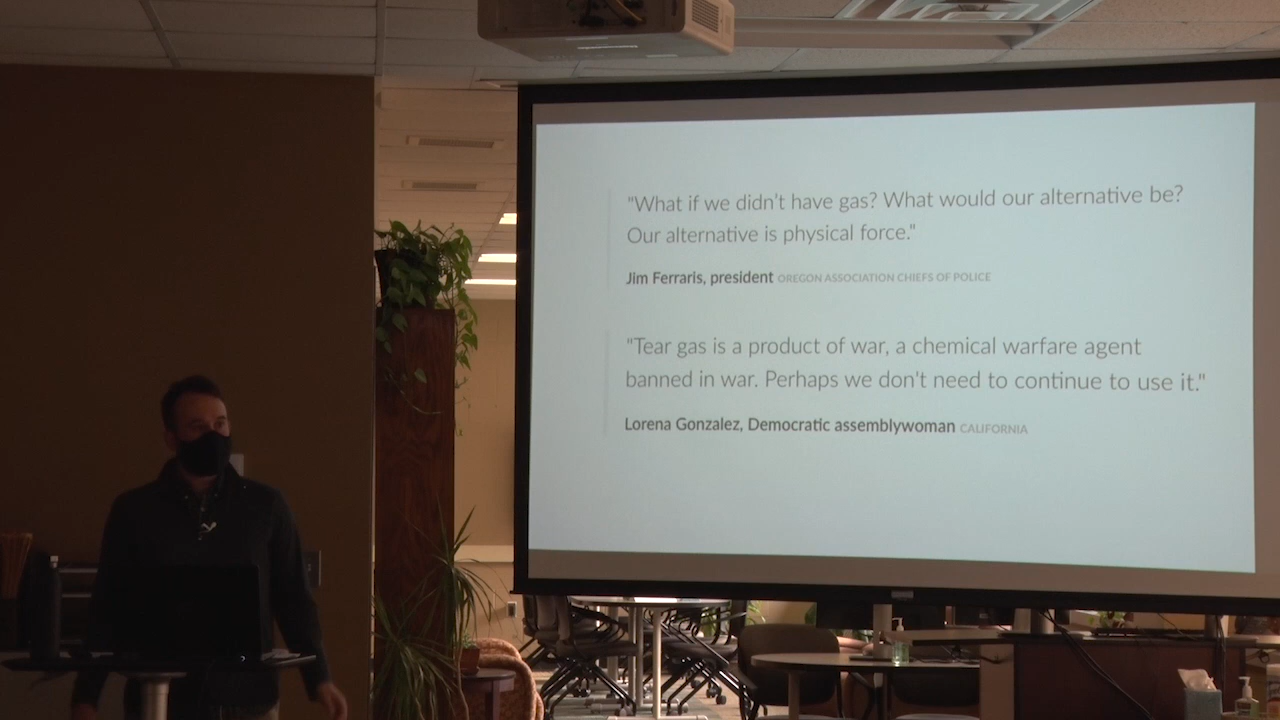 "What if we didn't have gas? What would our alternative be?
Our alternative is physical force."
Jim Ferraris, president OREGON ASSOCIATION CHIEFS OF POLICE
"Tear gas is a product of war, a chemical warfare agent
banned in war. Perhaps we don't need to continue to use it."
Lorena Gonzalez, Democratic assemblywoman CALIFORNIA